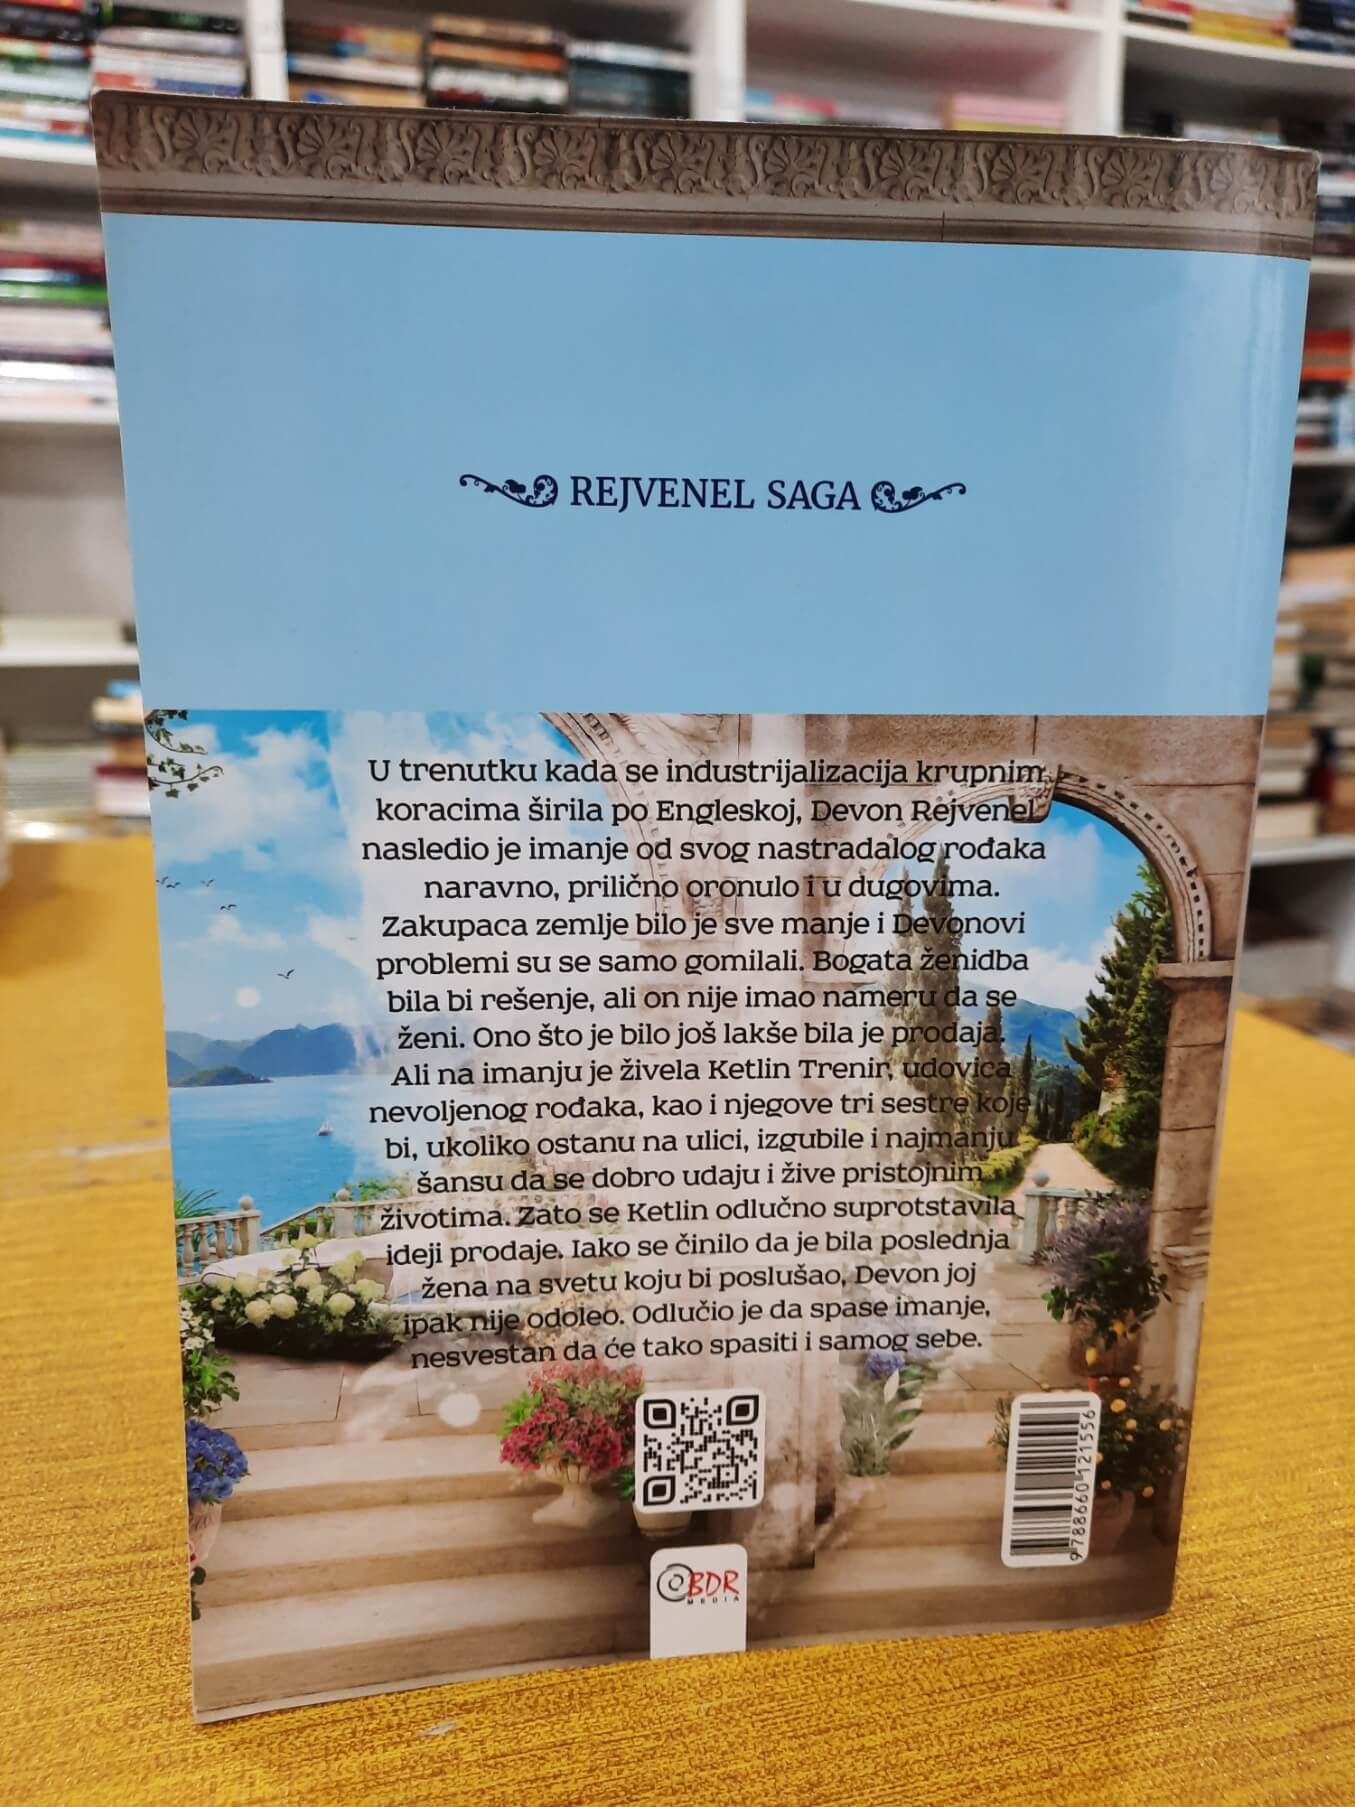 REJVENEL SAGA
U trenutku kada se industrijalizacija krupnim
koracima širila po Engleskoj, Devon Rejvenel
nasledio je imanje od svog nastradalog rođaka
naravno, prilično oronulo i u dugovima.
Zakupaca zemlje bilo je sve manje i Devonovi
problemi su se samo gomilali. Bogata ženidba
bila bi rešenje, ali on nije imao nameru da se
ženi. Ono što je bilo još lakše bila je prodaja.
Ali na imanju je živela Ketlin Trenir, udovica
nevoljenog rođaka, kao i njegove tri sestre koje
bi, ukoliko ostanu na ulici, izgubile i najmanju
šansu da se dobro udaju i žive pristojnim
životima. Zato se Ketlin odlučno suprotstavila
ideji prodaje. Iako se činilo da je bila poslednja
žena na svetu koju bi poslušao, Devon joj
ipak nije odoleo. Odlučio je da spase imanje,
nesvestan da će tako spasiti i samog sebe.
9788660121556
BDR
MEDIA